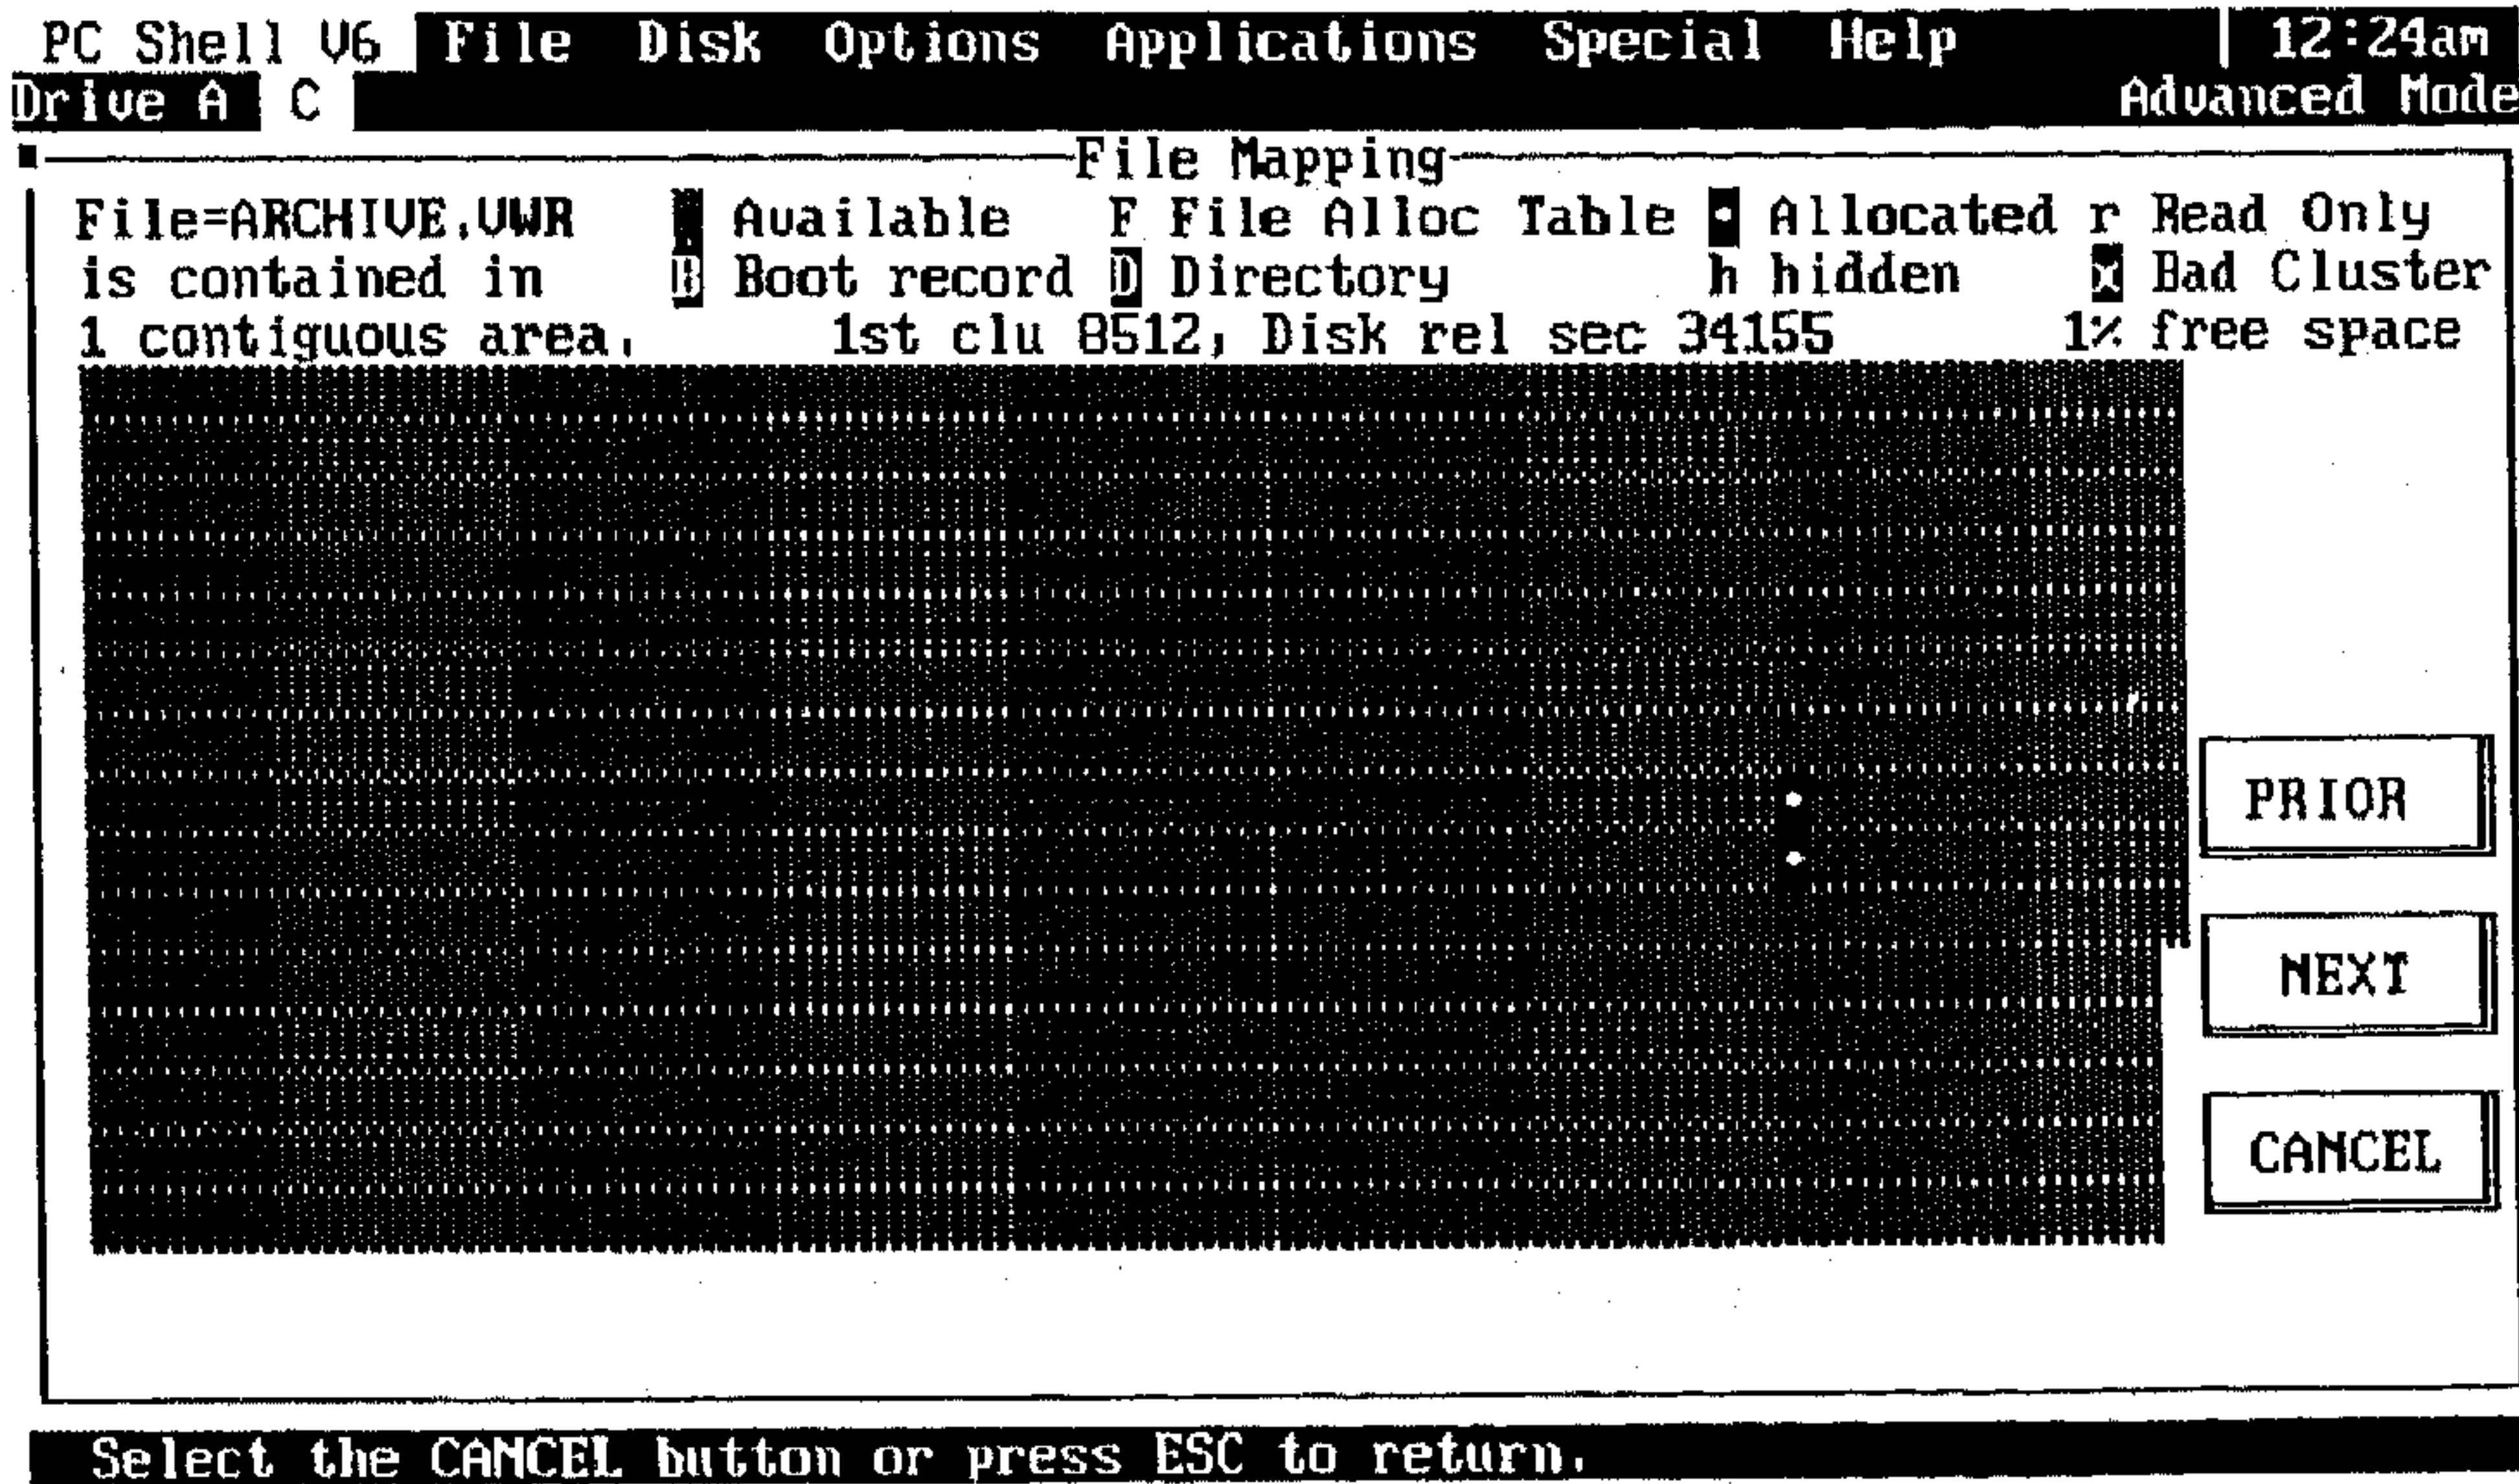 PC Shell V6 File Disk Options Applications Special Help 12:24am
Drive A C Advanced Mode
File Mapping
File=ARCHIVE.VWR Available F File Alloc Table Allocated r Read Only
is contained in B Boot record D Directory h hidden x Bad Cluster
1 contiguous area. 1st clu 8512, Disk rel sec 34155 1% free space
PRIOR
NEXT
CANCEL
Select the CANCEL button or press ESC to return.